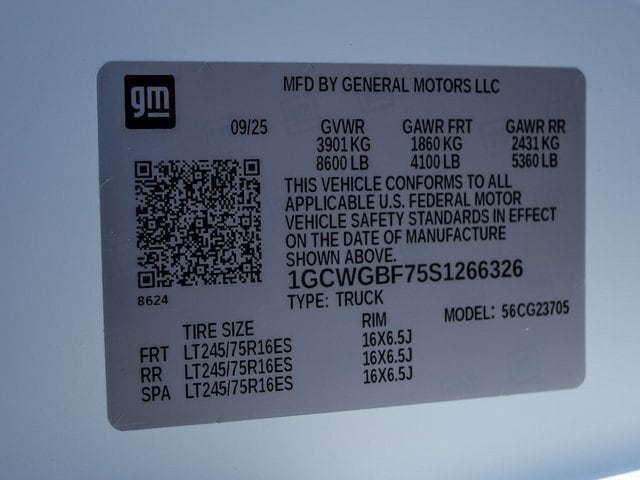 gm
MFD BY GENERAL MOTORS LLC
09/25 GVWR GAWR FRT GAWR RR
3901 KG 1860 KG 2431 KG
8600 LB 4100 LB 5360 LB
THIS VEHICLE CONFORMS TO ALL
APPLICABLE U.S. FEDERAL MOTOR
VEHICLE SAFETY STANDARDS IN EFFECT
ON THE DATE OF MANUFACTURE
SHOWN ABOVE.
1GCWGBF75S1266326
8624
TYPE: TRUCK
MODEL: 56CG23705
TIRE SIZE RIM
FRT LT245/75R16ES 16X6.5J
RR LT245/75R16ES 16X6.5J
SPA LT245/75R16ES 16X6.5J